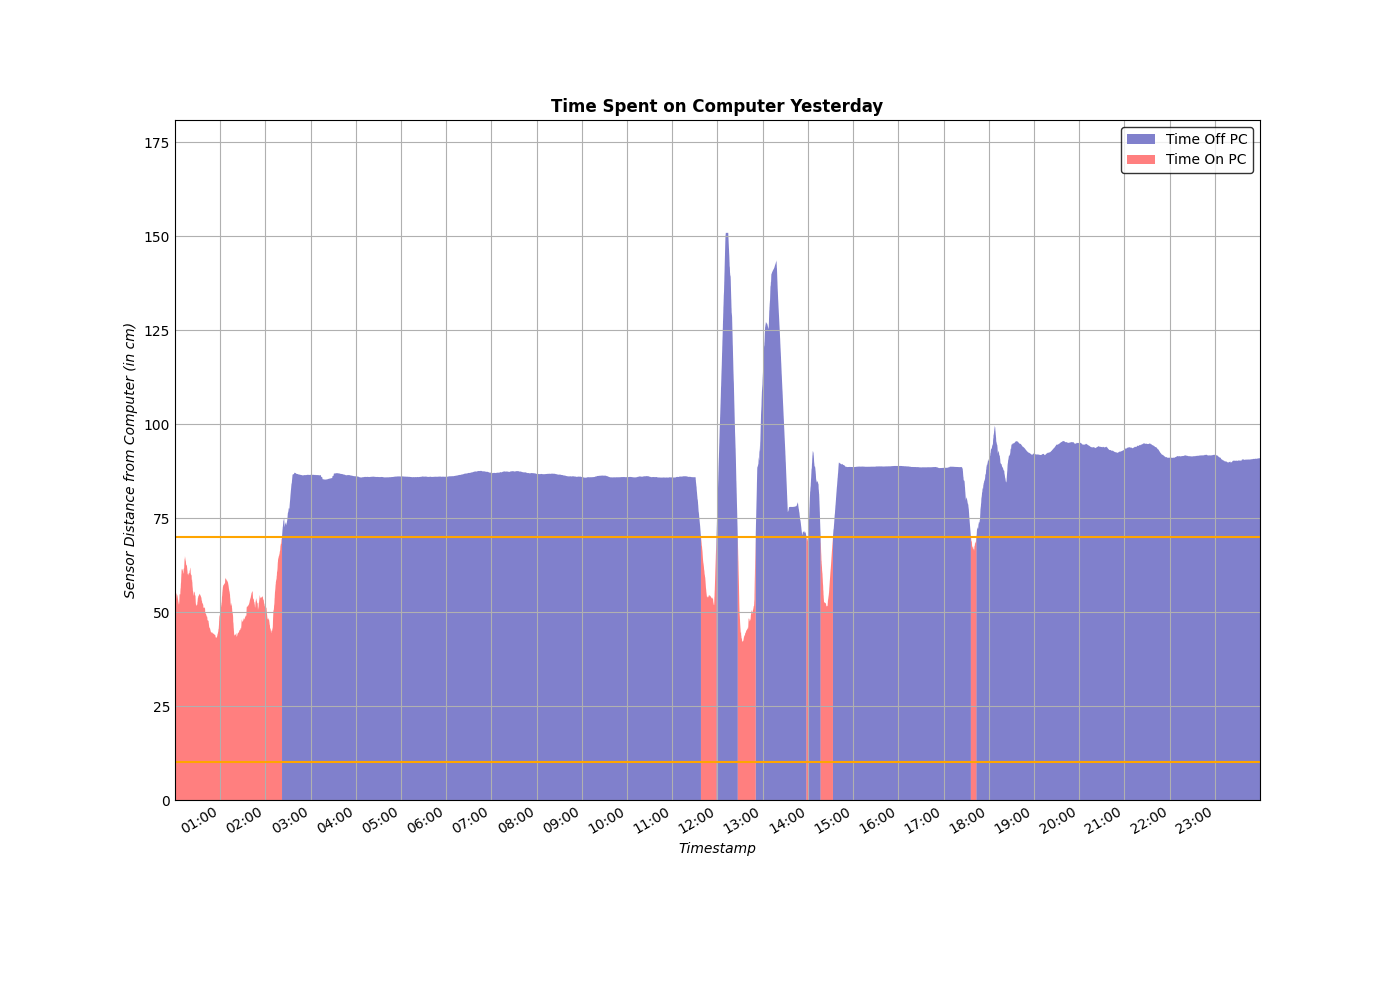 Time Spent on Computer Yesterday
Time Off PC
Time On PC
175
150
125
100
75
50
25
0
Sensor Distance from Computer (in cm)
01:00 02:00 03:00 04:00 05:00 06:00 07:00 08:00 09:00 10:00 11:00 12:00 13:00 14:00 15:00 16:00 17:00 18:00 19:00 20:00 21:00 22:00 23:00
Timestamp